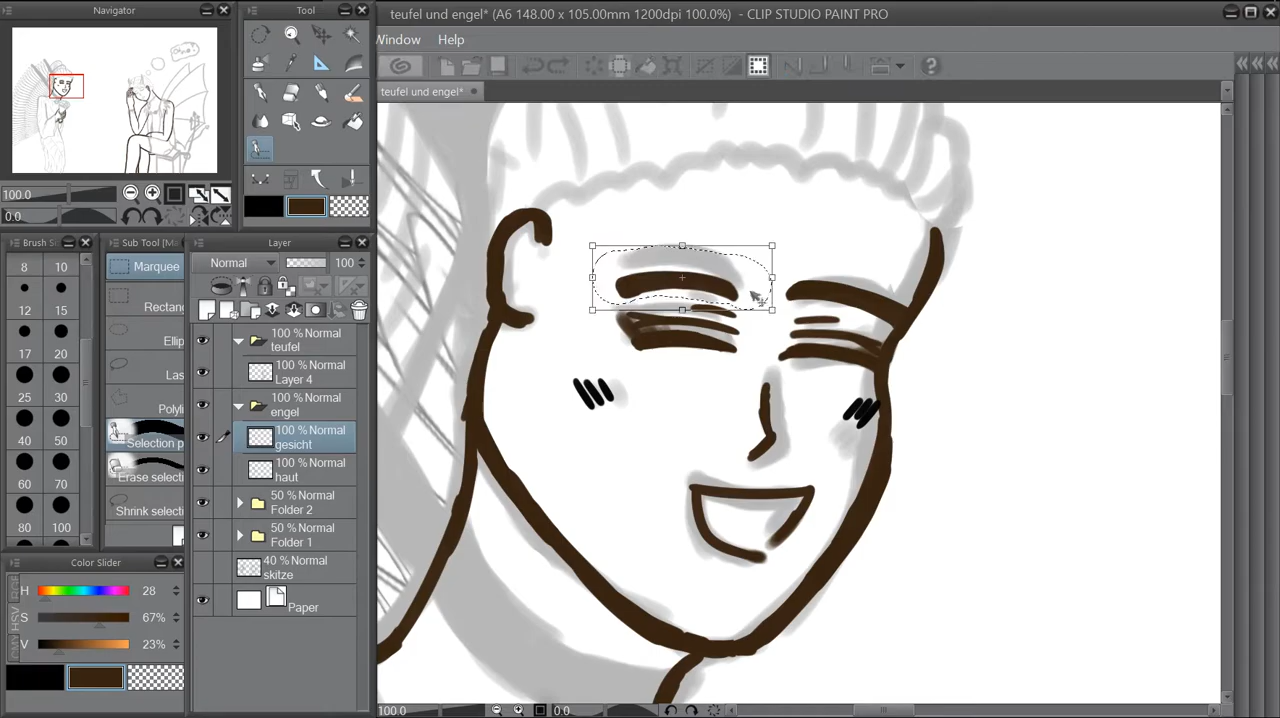 Navigator
Tool
teufel und engel* (A6 148.00 x 105.00mm 1200dpi 100.0%) - CLIP STUDIO PAINT PRO
Window Help
teufel und engel*
100.0
0.0
Brush S
Sub Tool [Ma
Layer
8 10
12 15
17 20
25 30
40 50
60 70
80 100
Marquee
Rectan
Ellip
Las
Polyli
Selection p
Erase selecti
Shrink selecti
Normal 100
100 % Normal
teufel
100 % Normal
Layer 4
100 % Normal
engel
100 % Normal
gesicht
100 % Normal
haut
50 % Normal
Folder 2
50 % Normal
Folder 1
40 % Normal
skitze
Paper
Color Slider
H 28
S 67%
V 23%
HSV
100.0
0.0